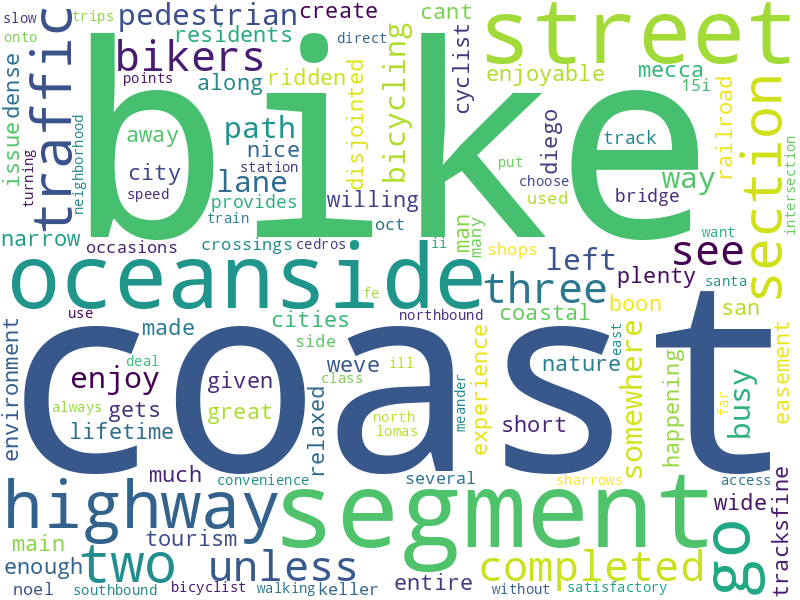 slow
trips
pedestrian
create
cant
street
onto
residents
direct
traffic
bike
bikers
points
along
ridden
disjointed
bicycling
cyclist
enjoyable
mecca
15i
dense
issue
away
path
nice
diego
track
railroad
section
intersection
turning
neighborhood
city
speed
station
lane
provides
willing
put
choose
used
way
bridge
train
oct
man
many
narrow
occasions
crossings
cedros
ii
shops
left
see
oceanside
three
plenty
want
santa
fe
northbound
coastal
boon
san
use
made
cities
side
coast
environment
deal
weve
ill
class
experience
nature
east
somewhere
happening
far
busy
easement
enjoy
given
always
gets
great
north
lomas
meander
relaxed
lifetime
short
much
convenience
several
sharrows
access
highway
segment
wide
tracksfine
main
tourism
go
enough
two
unless
entire
completed
noel
southbound
bicyclist
walking
keller
without
satisfactory